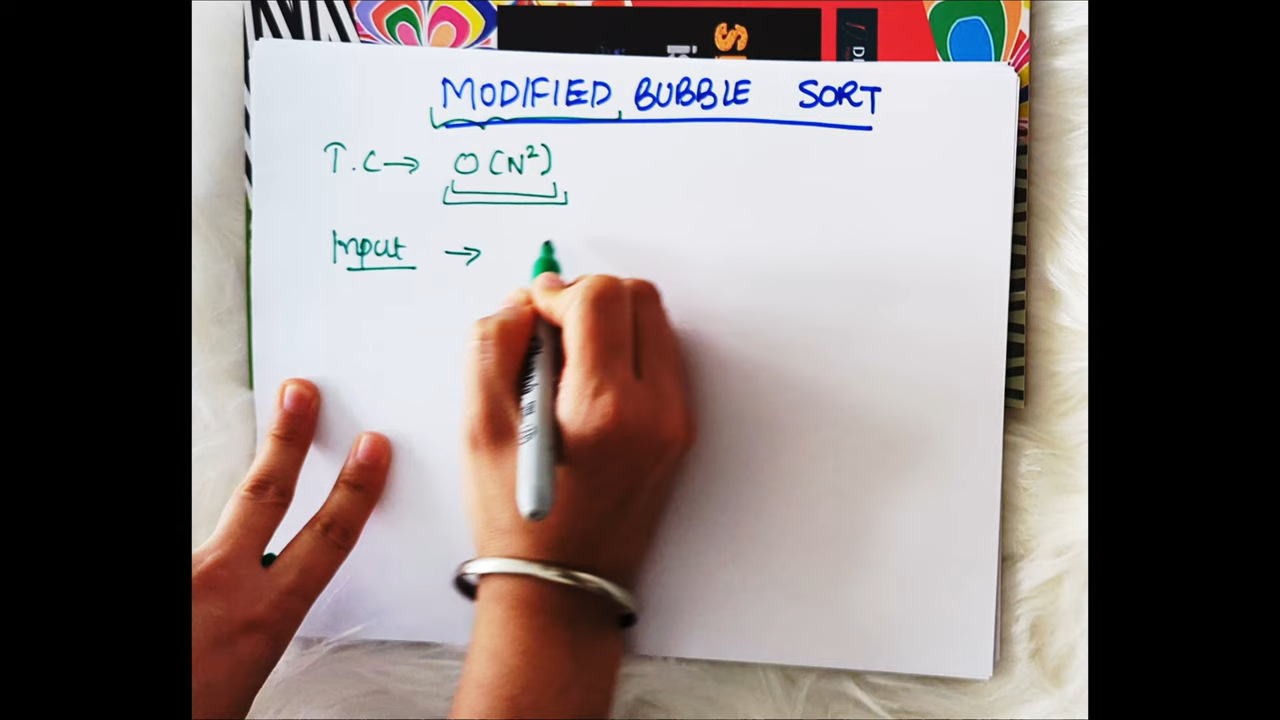 MODIFIED BUBBLE SORT
T.C → O(N²)
Input →